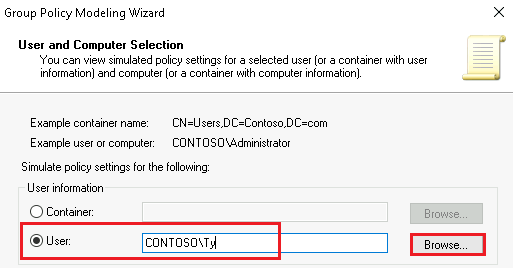 Group Policy Modeling Wizard
User and Computer Selection
You can view simulated policy settings for a selected user (or a container with user
information) and computer (or a container with computer information).
Example container name: CN=Users,DC=Contoso,DC=com
Example user or computer: CONTOSO\Administrator
Simulate policy settings for the following:
User information
Container: Browse...
User: CONTOSO\Ty Browse...